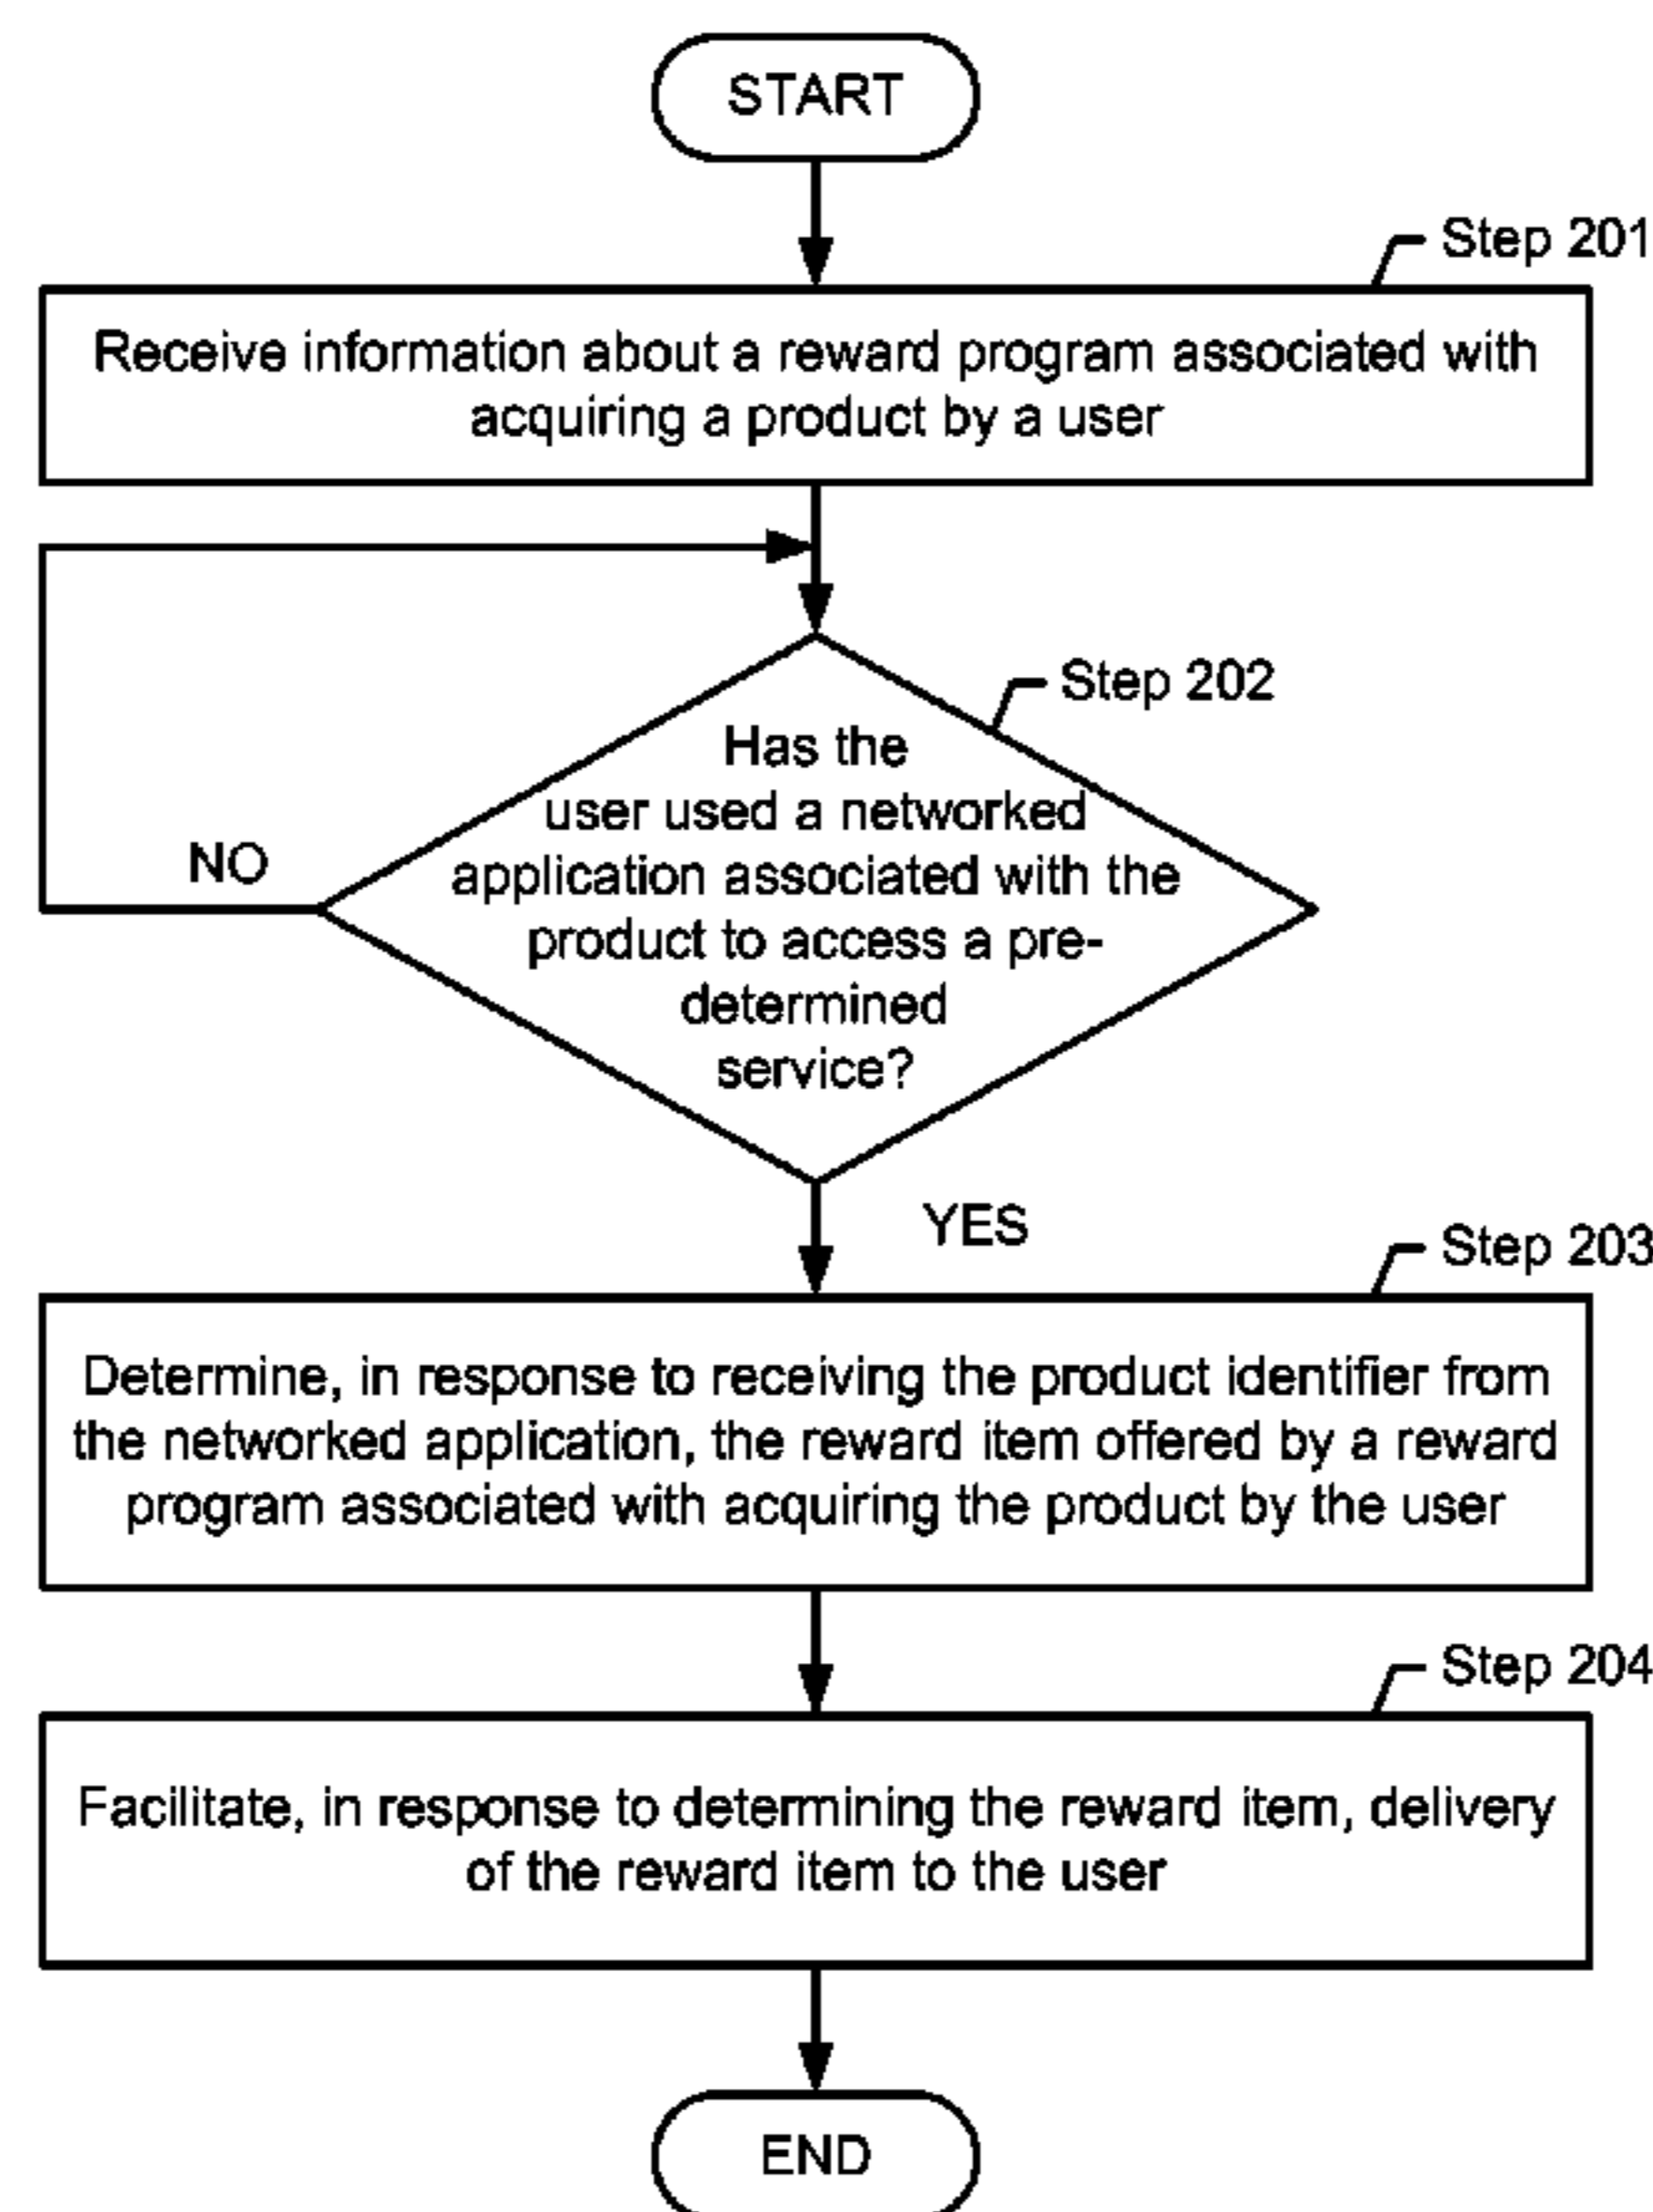 START
Step 201
Receive information about a reward program associated with
acquiring a product by a user
Step 202
Has the
user used a networked
application associated with the
product to access a pre-
determined
service?
NO
YES
Step 203
Determine, in response to receiving the product identifier from
the networked application, the reward item offered by a reward
program associated with acquiring the product by the user
Step 204
Facilitate, in response to determining the reward item, delivery
of the reward item to the user
END